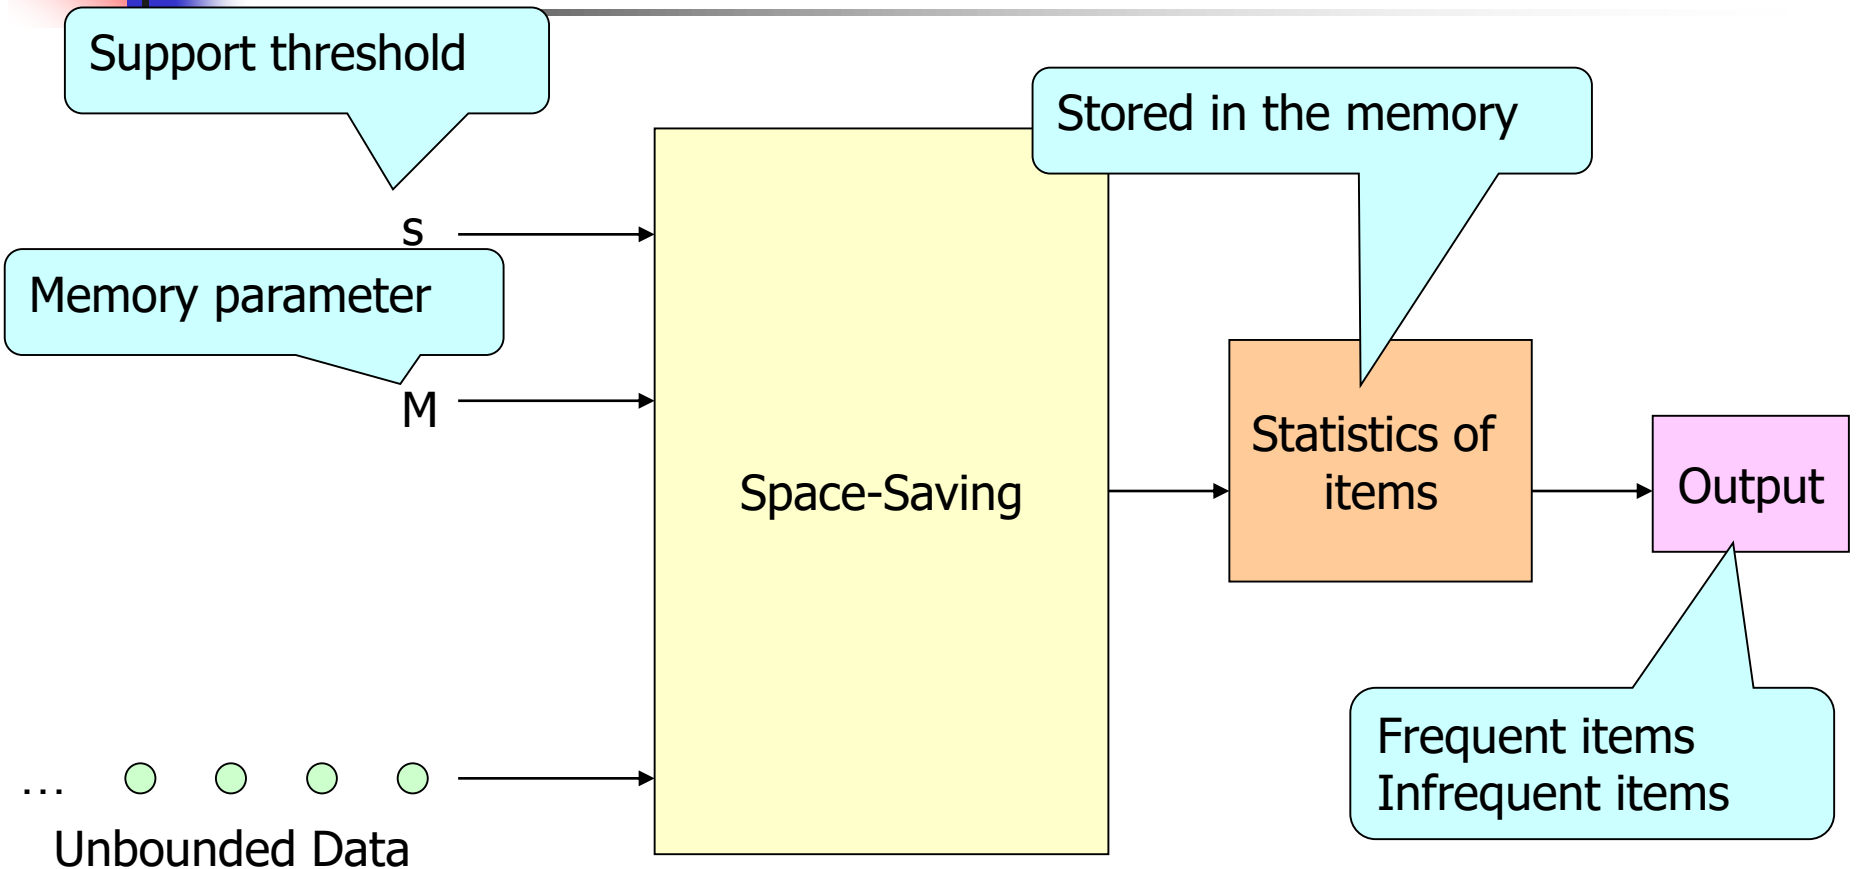 Support threshold
Stored in the memory
s
Memory parameter
M
Space-Saving
Statistics of
items
Output
Frequent items
Infrequent items
...
Unbounded Data